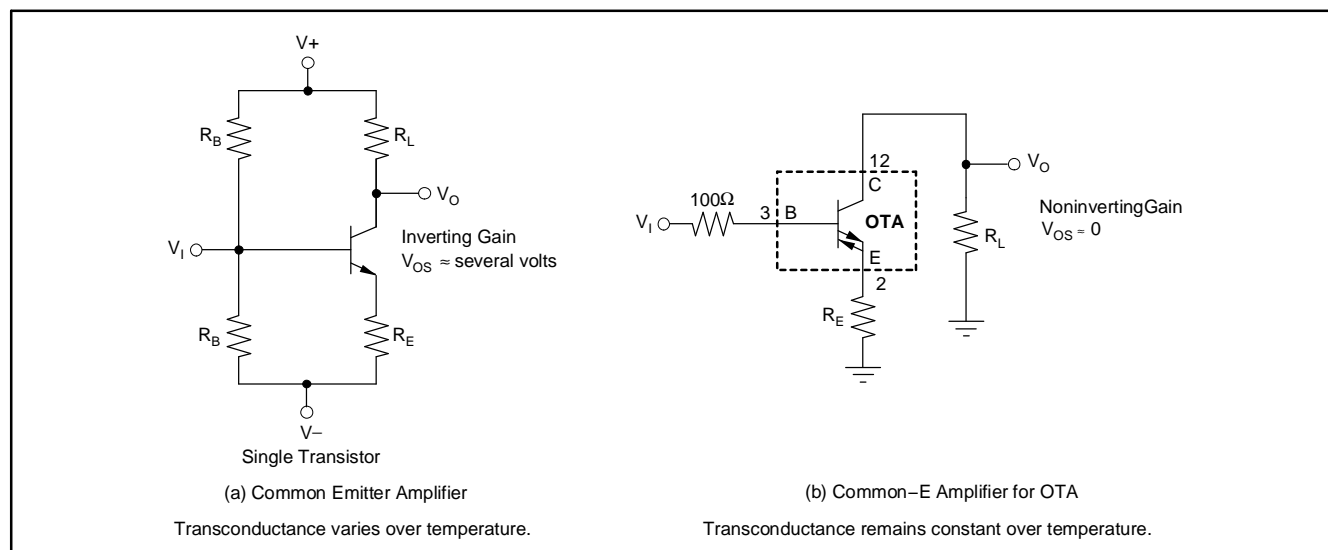 V+
R_B
R_L
V_O
V_I
Inverting Gain
V_OS ≈ several volts
R_B
R_E
V−
Single Transistor
(a) Common Emitter Amplifier
Transconductance varies over temperature.
12
V_O
C
100Ω
3
B
OTA
V_I
NoninvertingGain
V_OS ≈ 0
R_L
E
2
R_E
(b) Common−E Amplifier for OTA
Transconductance remains constant over temperature.